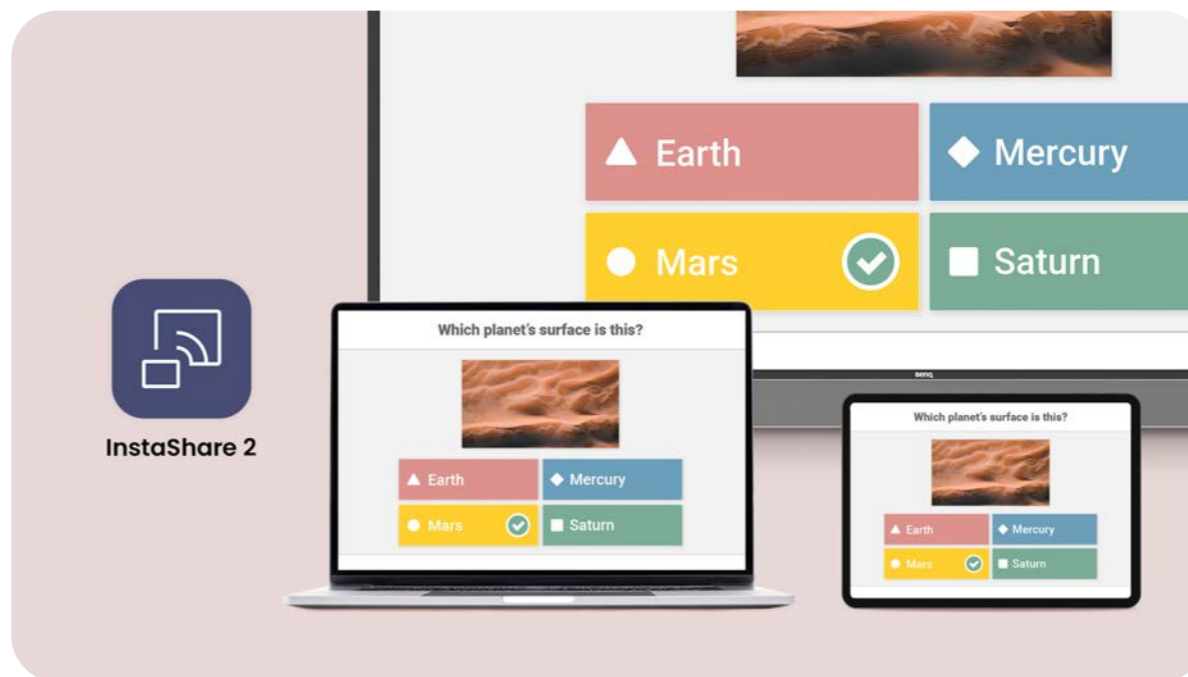 Earth
Mercury
Mars
Saturn
BenQ
InstaShare 2
Which planet's surface is this?
Earth
Mercury
Mars
Saturn
Which planet's surface is this?
Earth
Mercury
Mars
Saturn